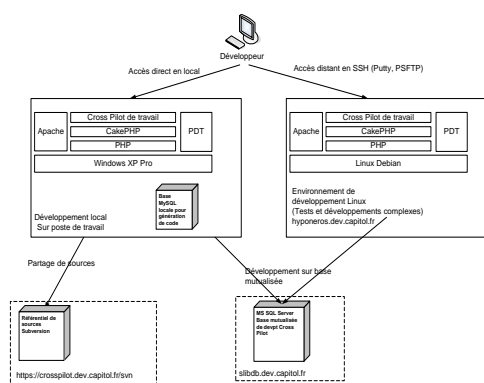 Développeur
Accès direct en local
Accès distant en SSH (Putty, PSFTP)
Apache
Cross Pilot de travail
CakePHP
PHP
PDT
Windows XP Pro
Base
MySQL
locale pour
génération
de code
Développement local
Sur poste de travail
Apache
Cross Pilot de travail
CakePHP
PHP
PDT
Linux Debian
Environnement de
développement Linux
(Tests et développements complexes)
hyponeros.dev.capitol.fr
Partage de sources
Développement sur base
mutualisée
Référentiel de
sources
Subversion
https://crosspilot.dev.capitol.fr/svn
MS SQL Server
Base mutualisée
de devpt Cross
Pilot
slibdb.dev.capitol.fr